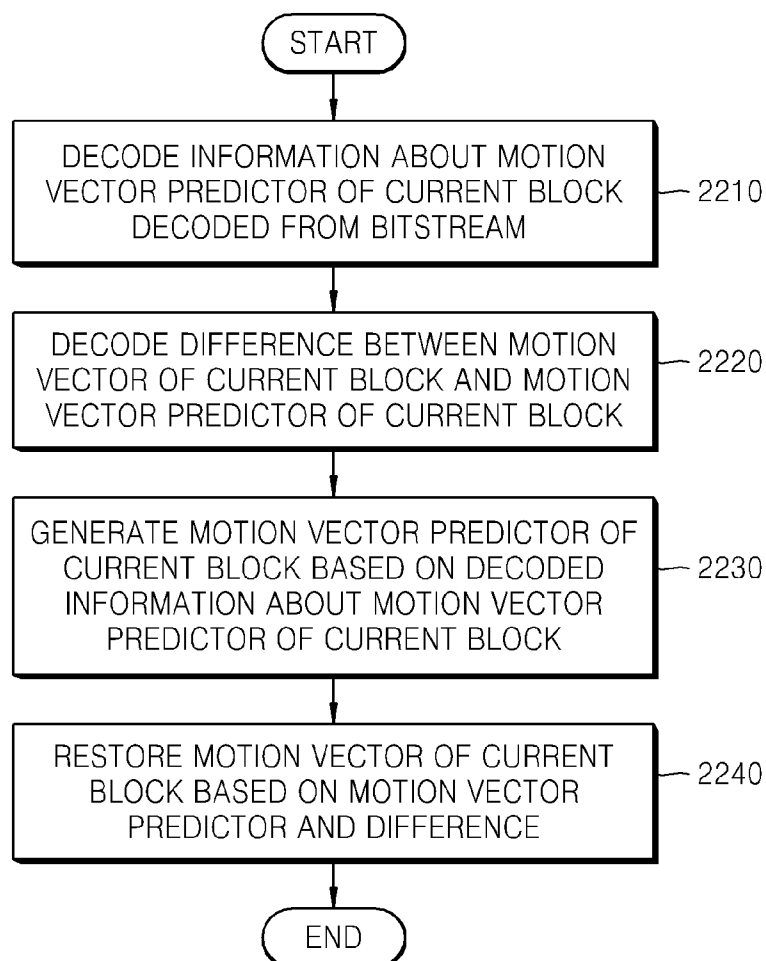 START
DECODE INFORMATION ABOUT MOTION
VECTOR PREDICTOR OF CURRENT BLOCK
DECODED FROM BITSTREAM
2210
DECODE DIFFERENCE BETWEEN MOTION
VECTOR OF CURRENT BLOCK AND MOTION
VECTOR PREDICTOR OF CURRENT BLOCK
2220
GENERATE MOTION VECTOR PREDICTOR OF
CURRENT BLOCK BASED ON DECODED
INFORMATION ABOUT MOTION VECTOR
PREDICTOR OF CURRENT BLOCK
2230
RESTORE MOTION VECTOR OF CURRENT
BLOCK BASED ON MOTION VECTOR
PREDICTOR AND DIFFERENCE
2240
END